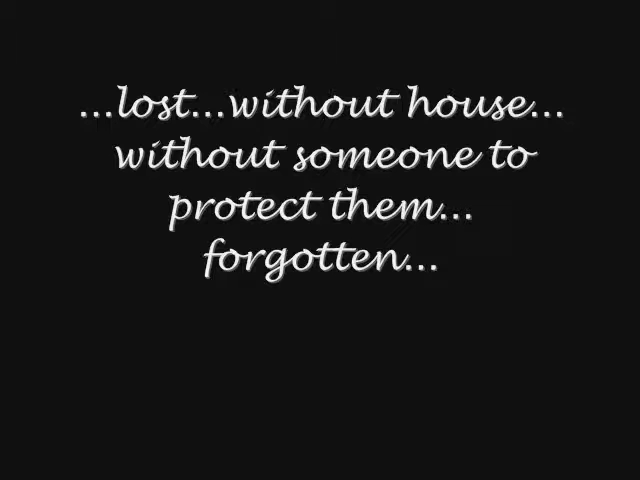 ...lost...without house...
without someone to
protect them...
forgotten...